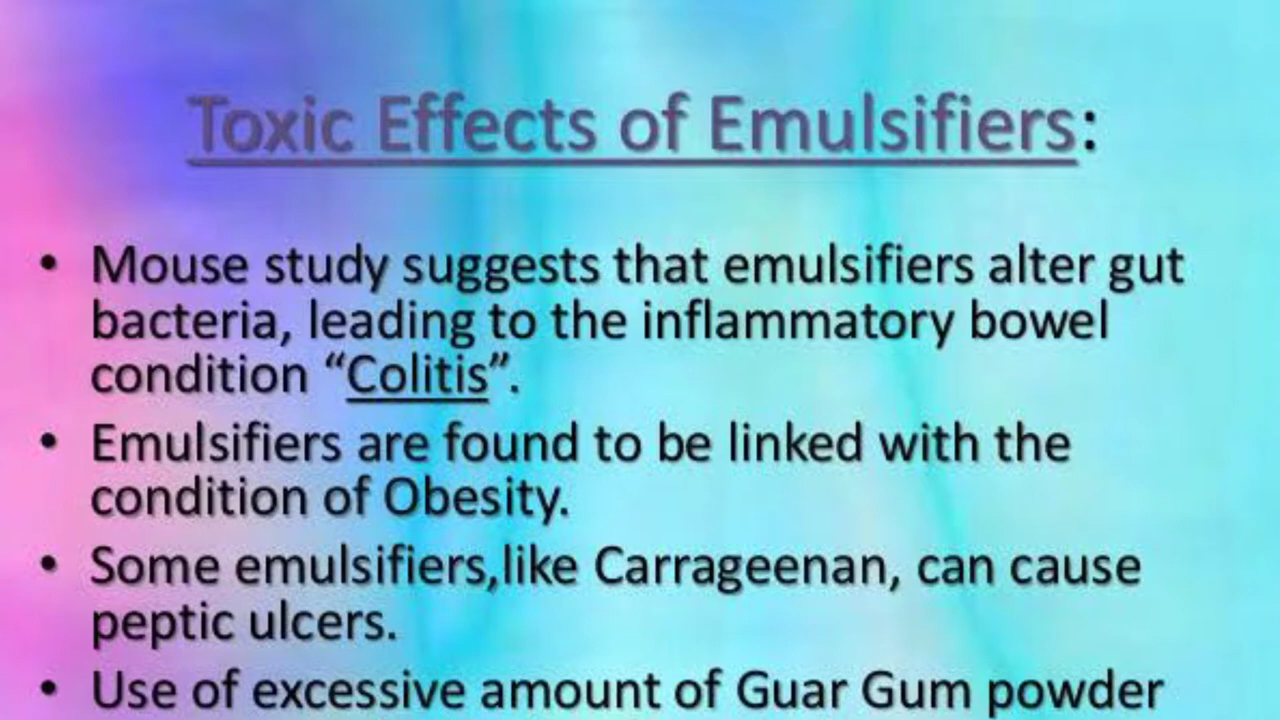 Toxic Effects of Emulsifiers:
• Mouse study suggests that emulsifiers alter gut
bacteria, leading to the inflammatory bowel
condition “Colitis”.
• Emulsifiers are found to be linked with the
condition of Obesity.
• Some emulsifiers,like Carrageenan, can cause
peptic ulcers.
• Use of excessive amount of Guar Gum powder